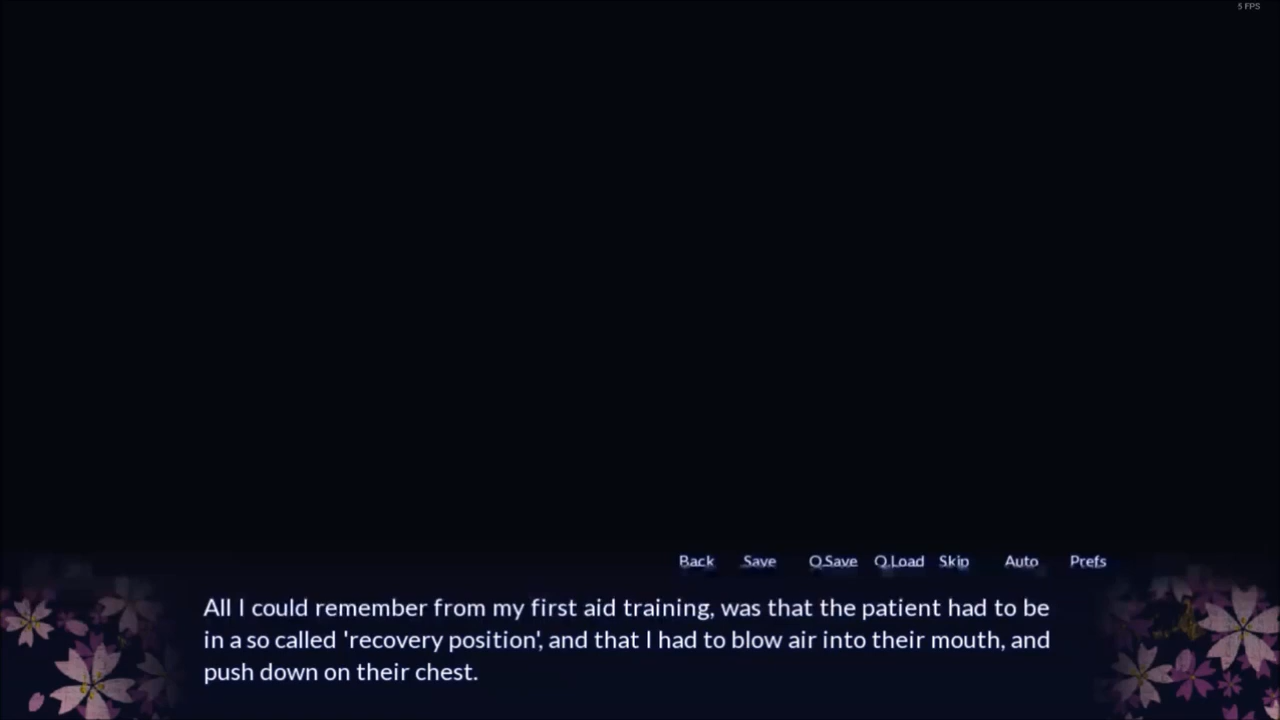 5 FPS
Back Save Q.Save Q.Load Skip Auto Prefs
All I could remember from my first aid training, was that the patient had to be
in a so called 'recovery position', and that I had to blow air into their mouth, and
push down on their chest.